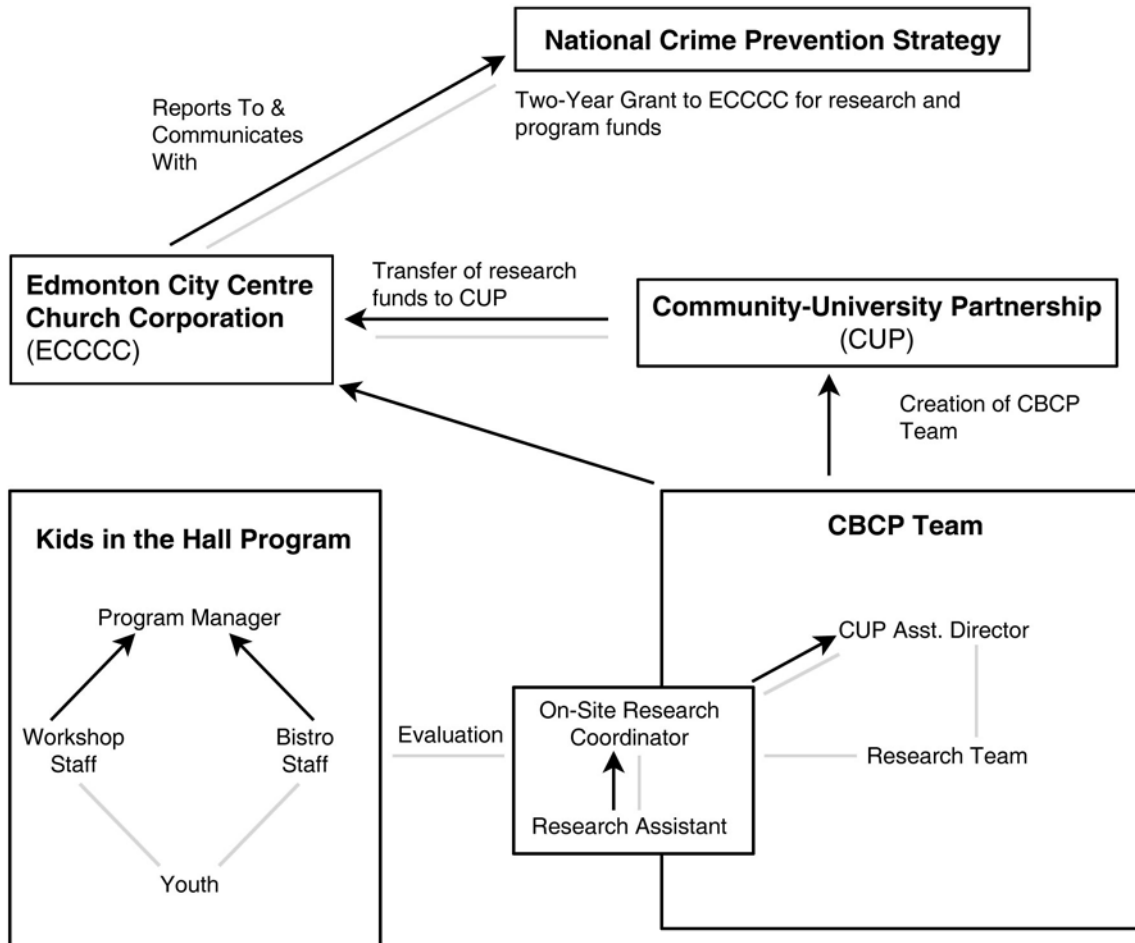 National Crime Prevention Strategy
Reports To &
Communicates
With
Two-Year Grant to ECCCC for research and
program funds
Edmonton City Centre
Church Corporation
(ECCCC)
Transfer of research
funds to CUP
Community-University Partnership
(CUP)
Creation of CBCP
Team
Kids in the Hall Program
Program Manager
Workshop
Staff
Bistro
Staff
Youth
Evaluation
CBCP Team
CUP Asst. Director
On-Site Research
Coordinator
Research Team
Research Assistant